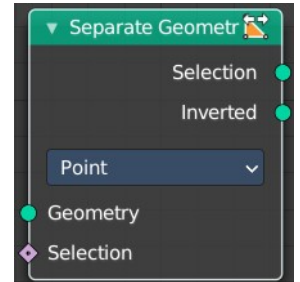 Separate Geometr
Selection
Inverted
Point
Geometry
Selection